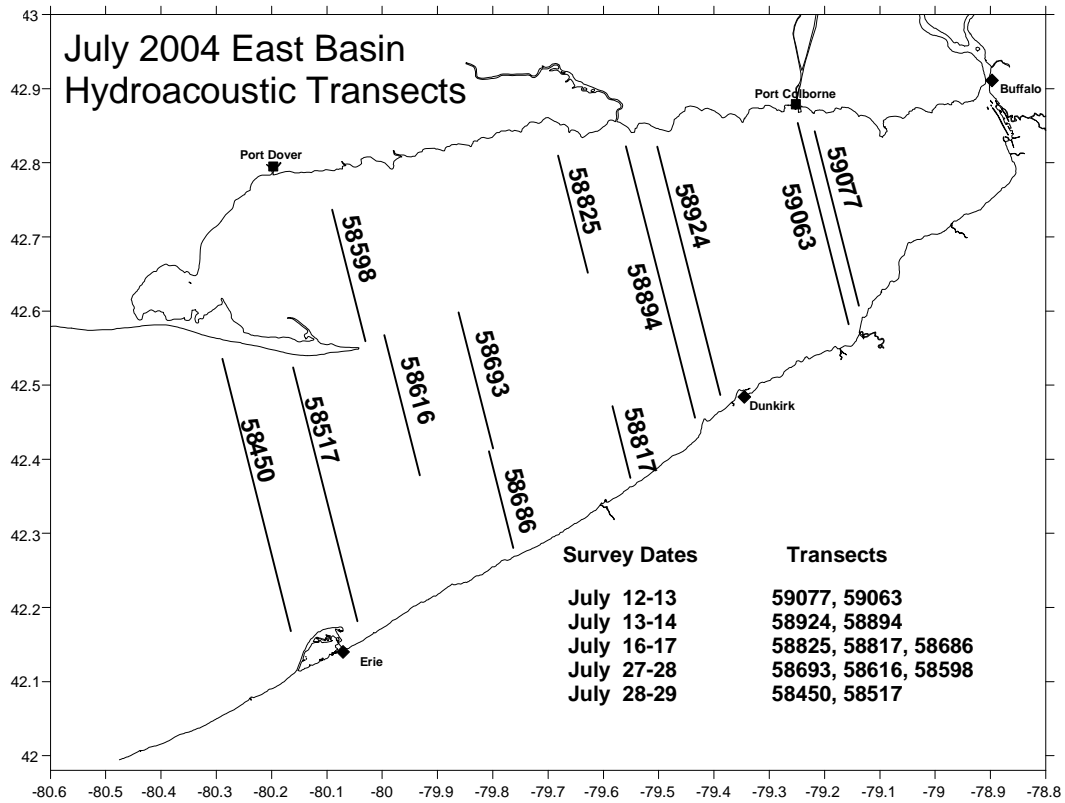 July 2004 East Basin
Hydroacoustic Transects
43
42.9
42.8
42.7
42.6
42.5
42.4
42.3
42.2
42.1
42
Port Dover
Port Colborne
Buffalo
Dunkirk
Erie
58598
58825
58924
59063
59077
58894
58693
58616
58817
58517
58450
58686
Survey Dates Transects
July 12-13 59077, 59063
July 13-14 58924, 58894
July 16-17 58825, 58817, 58686
July 27-28 58693, 58616, 58598
July 28-29 58450, 58517
-80.6 -80.5 -80.4 -80.3 -80.2 -80.1 -80 -79.9 -79.8 -79.7 -79.6 -79.5 -79.4 -79.3 -79.2 -79.1 -79 -78.9 -78.8